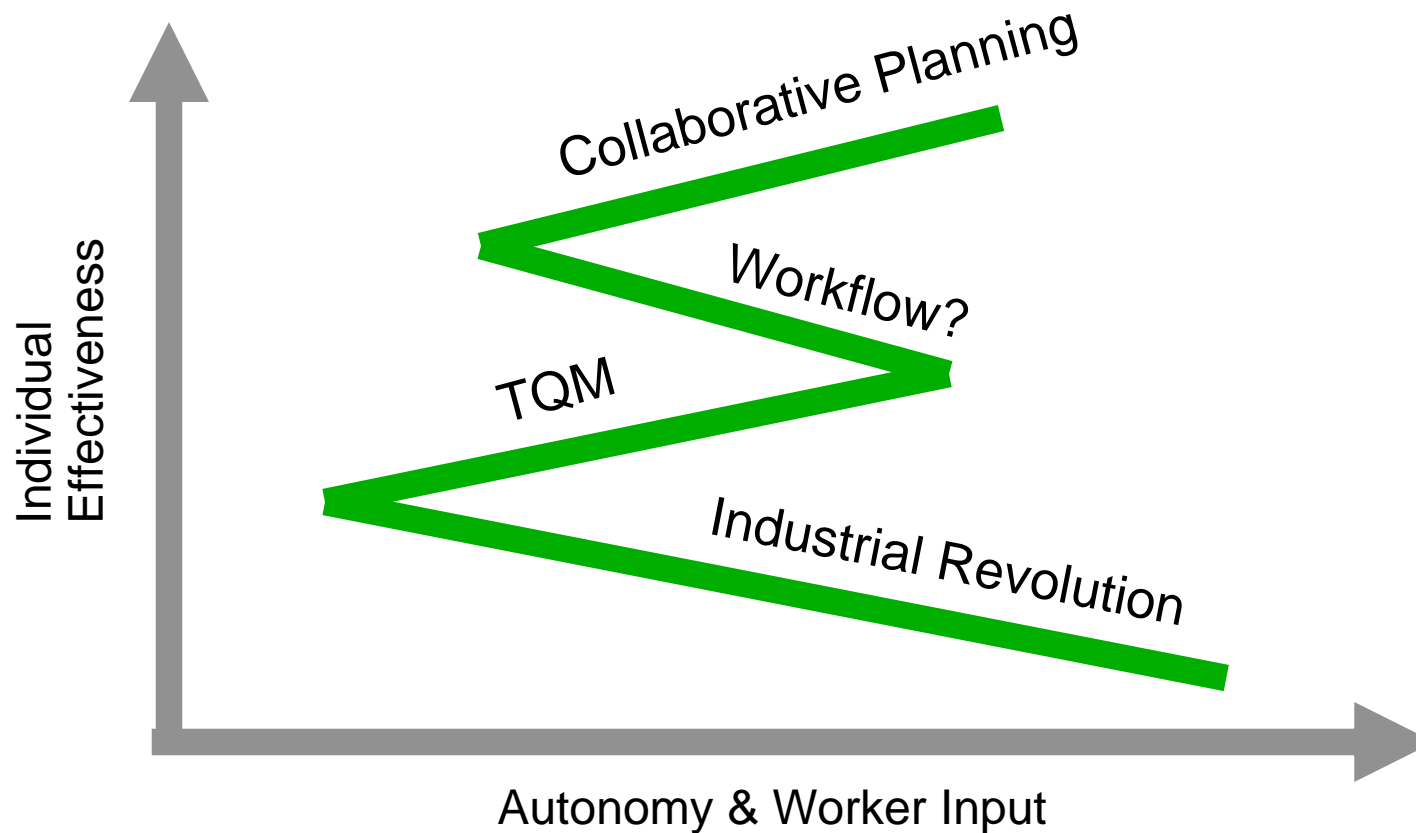 Collaborative Planning
Workflow?
TQM
Industrial Revolution
Individual
Effectiveness
Autonomy & Worker Input